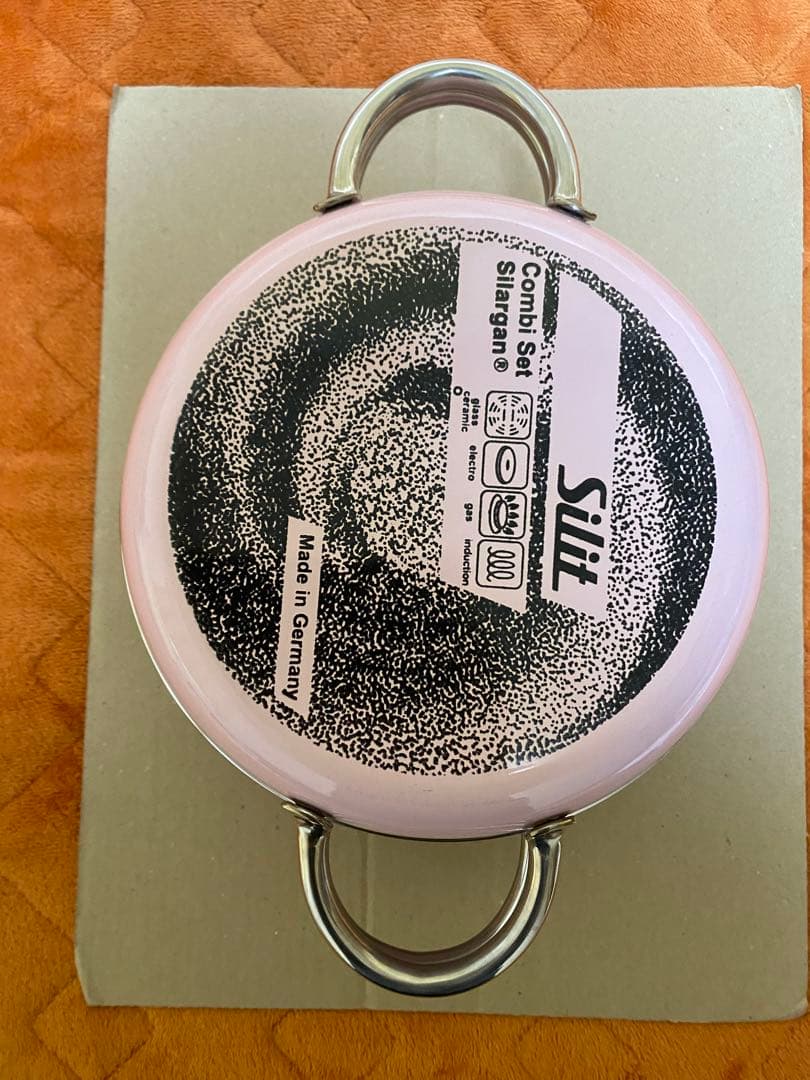 Silit
Combi Set
Silargan®
glass
ceramic
electro
gas
induction
Made in Germany